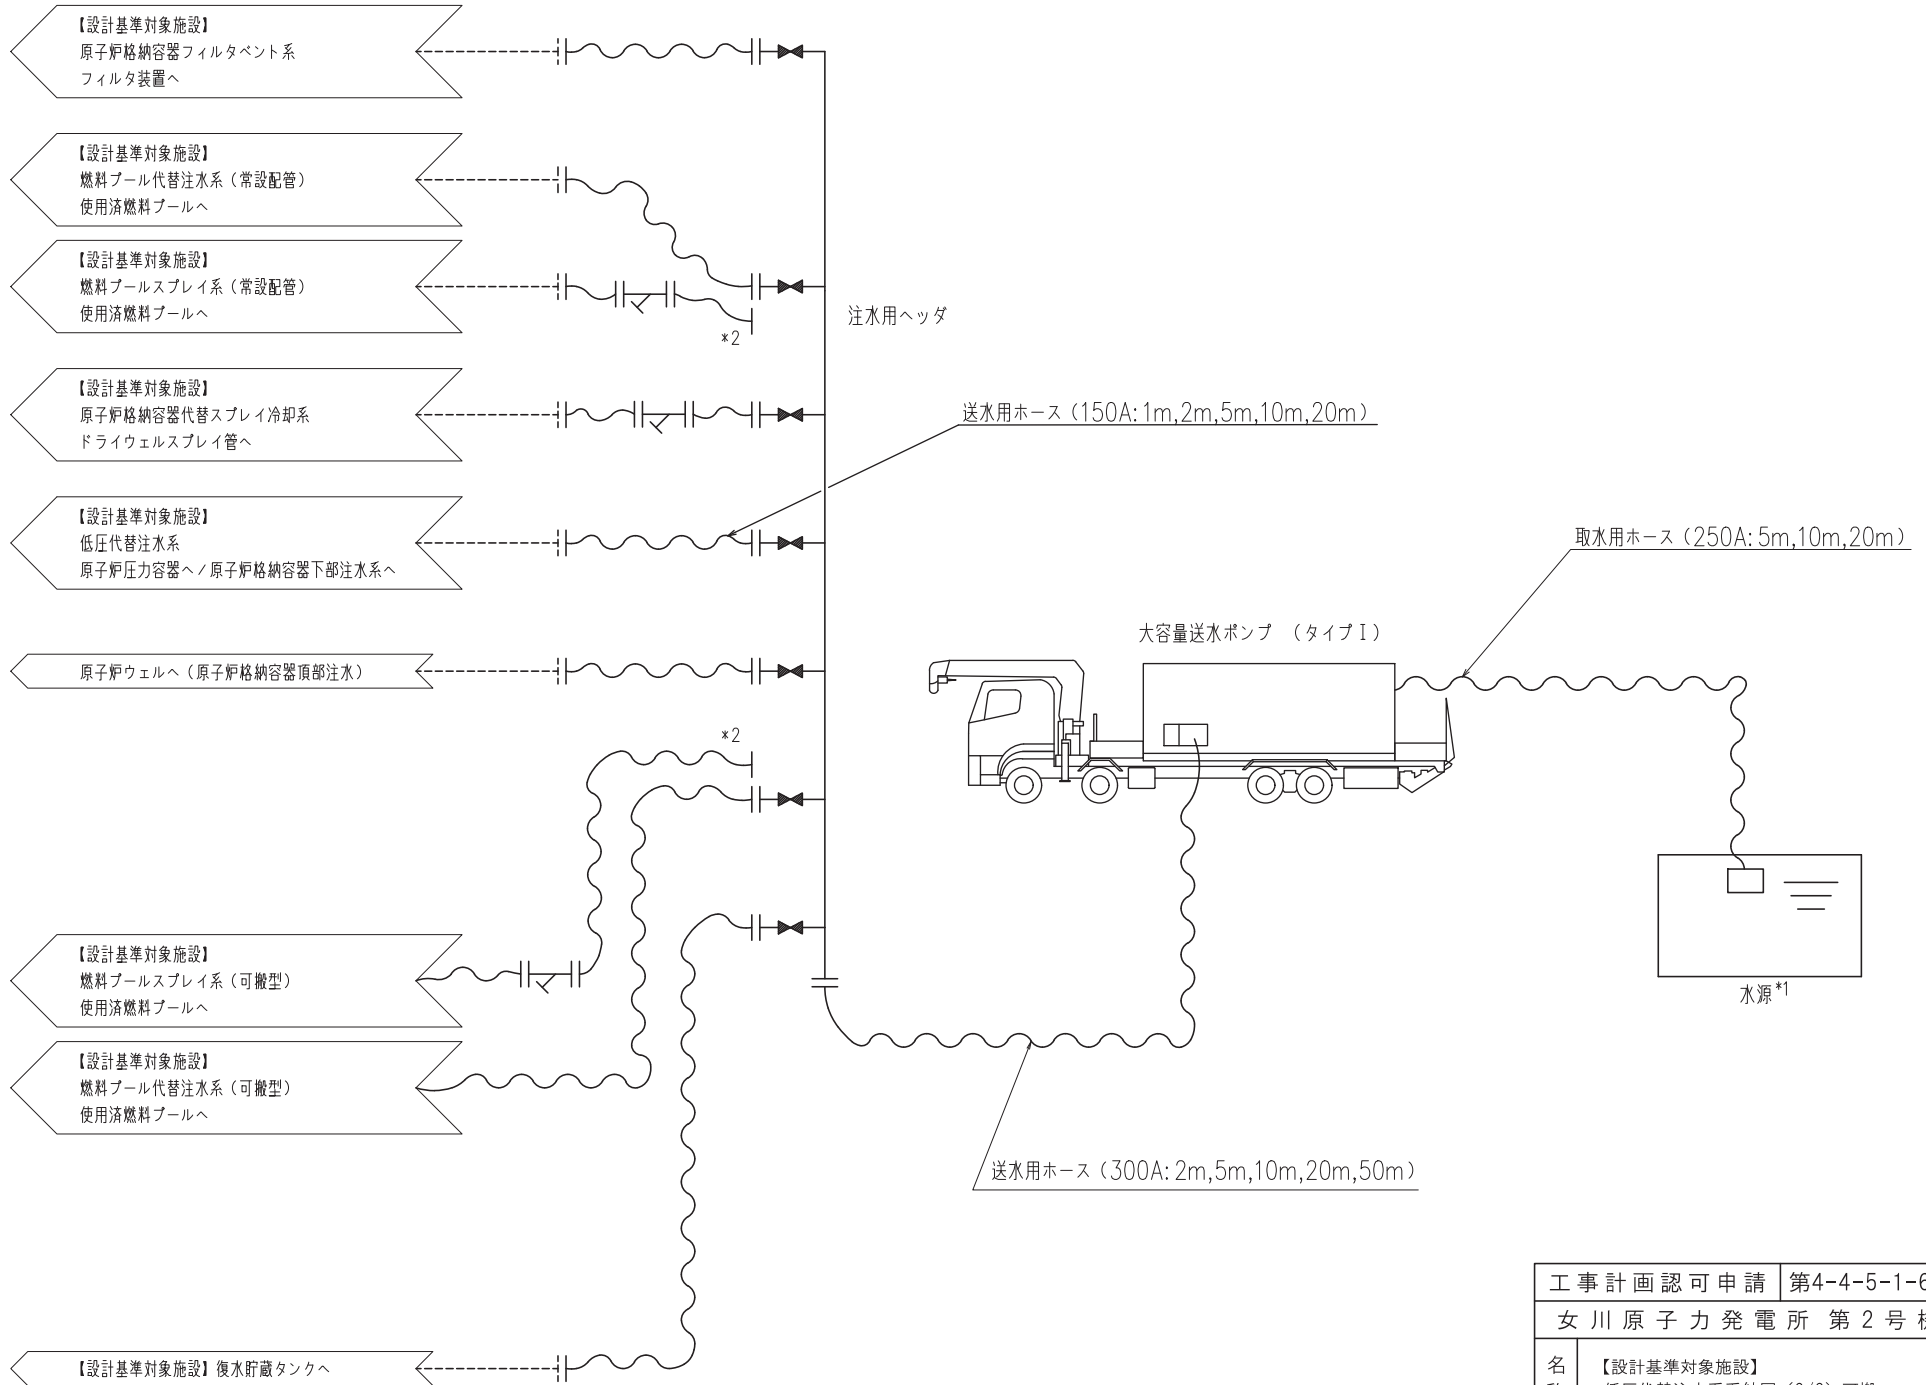 【設計基準対象施設】
原子炉格納容器フィルタベント系
フィルタ装置へ
【設計基準対象施設】
燃料プール代替注水系（常設配管）
使用済燃料プールへ
【設計基準対象施設】
燃料プールスプレイ系（常設配管）
使用済燃料プールへ
*2
注水用ヘッダ
【設計基準対象施設】
原子炉格納容器代替スプレイ冷却系
ドライウェルスプレイ管へ
送水用ホース（150A:1m,2m,5m,10m,20m）
【設計基準対象施設】
低圧代替注水系
原子炉圧力容器へ／原子炉格納容器下部注水系へ
取水用ホース（250A:5m,10m,20m）
大容量送水ポンプ （タイプⅠ）
原子炉ウェルへ（原子炉格納容器頂部注水）
*2
【設計基準対象施設】
燃料プールスプレイ系（可搬型）
使用済燃料プールへ
水源*1
【設計基準対象施設】
燃料プール代替注水系（可搬型）
使用済燃料プールへ
送水用ホース（300A:2m,5m,10m,20m,50m）
【設計基準対象施設】復水貯蔵タンクへ
工事計画認可申請 第4-4-5-1-6
女川原子力発電所 第2号
名
【設計基準対象施設】